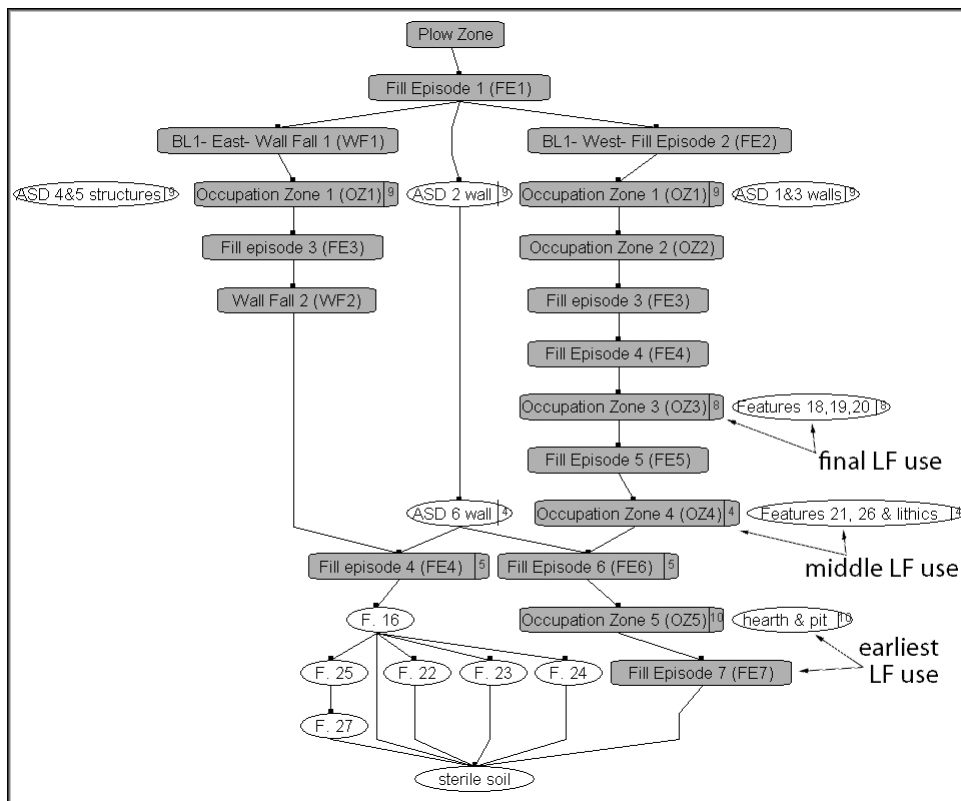 Plow Zone
Fill Episode 1 (FE1)
BL1- East- Wall Fall 1 (WF1)
BL1- West- Fill Episode 2 (FE2)
ASD 4&5 structures 9
Occupation Zone 1 (OZ1) 9
ASD 2 wall 9
Occupation Zone 1 (OZ1) 9
ASD 1&3 walls 9
Fill episode 3 (FE3)
Occupation Zone 2 (OZ2)
Wall Fall 2 (WF2)
Fill episode 3 (FE3)
Fill Episode 4 (FE4)
Occupation Zone 3 (OZ3) 8
Features 18,19,20 8
final LF use
Fill Episode 5 (FE5)
ASD 6 wall 4
Occupation Zone 4 (OZ4) 4
Features 21, 26 & lithics 4
middle LF use
Fill episode 4 (FE4) 5
Fill Episode 6 (FE6) 5
F. 16
Occupation Zone 5 (OZ5) 10
hearth & pit 10
earliest
LF use
F. 25
F. 22
F. 23
F. 24
Fill Episode 7 (FE7)
F. 27
sterile soil